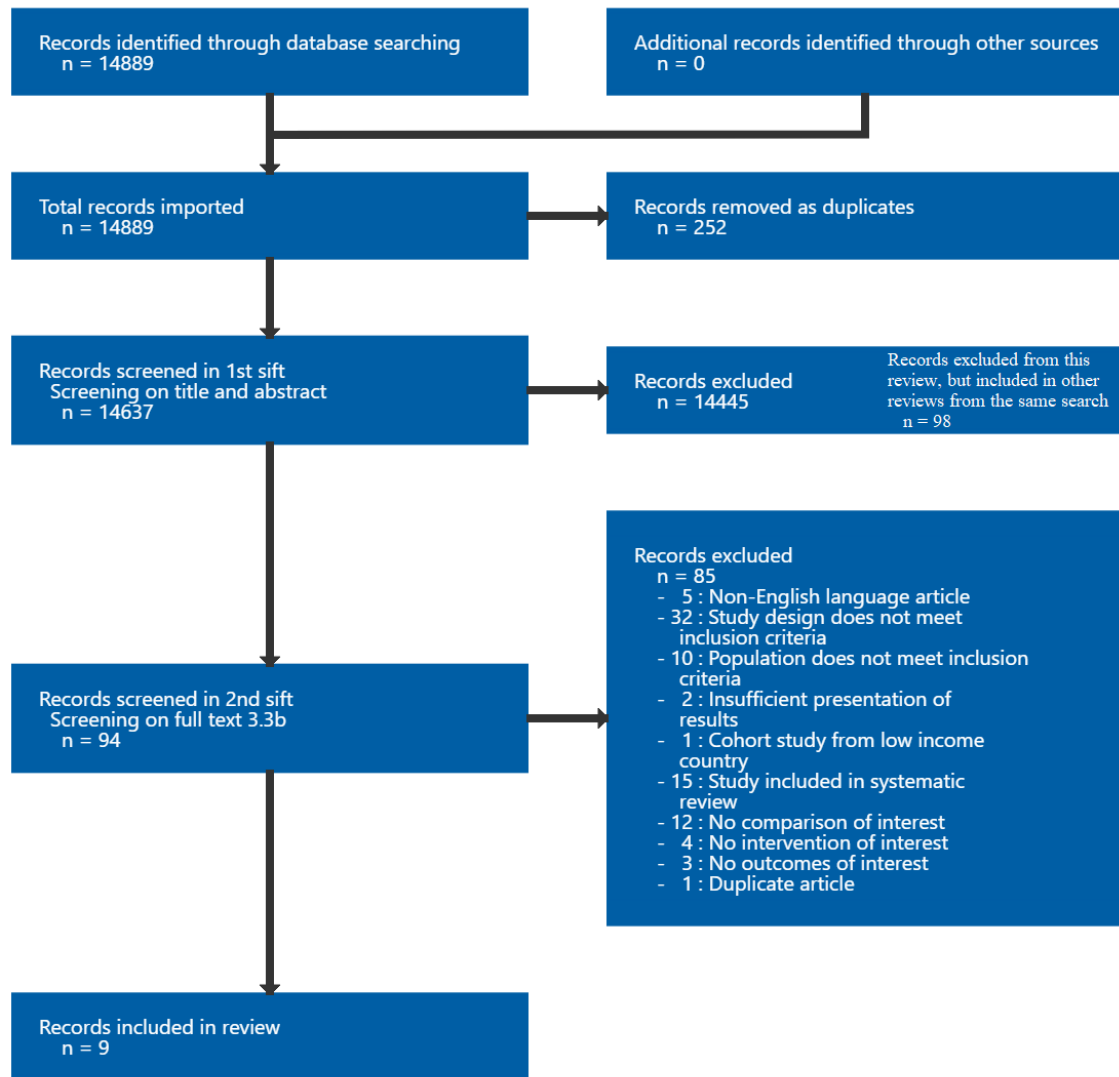 Records identified through database searching
n = 14889
Additional records identified through other sources
n = 0
Total records imported
n = 14889
Records removed as duplicates
n = 252
Records screened in 1st sift
Screening on title and abstract
n = 14637
Records excluded
n = 14445
Records excluded from this
review, but included in other
reviews from the same search
n = 98
Records screened in 2nd sift
Screening on full text 3.3b
n = 94
Records excluded
n = 85
- 5 : Non-English language article
- 32 : Study design does not meet
inclusion criteria
- 10 : Population does not meet inclusion
criteria
- 2 : Insufficient presentation of
results
- 1 : Cohort study from low income
country
- 15 : Study included in systematic
review
- 12 : No comparison of interest
- 4 : No intervention of interest
- 3 : No outcomes of interest
- 1 : Duplicate article
Records included in review
n = 9